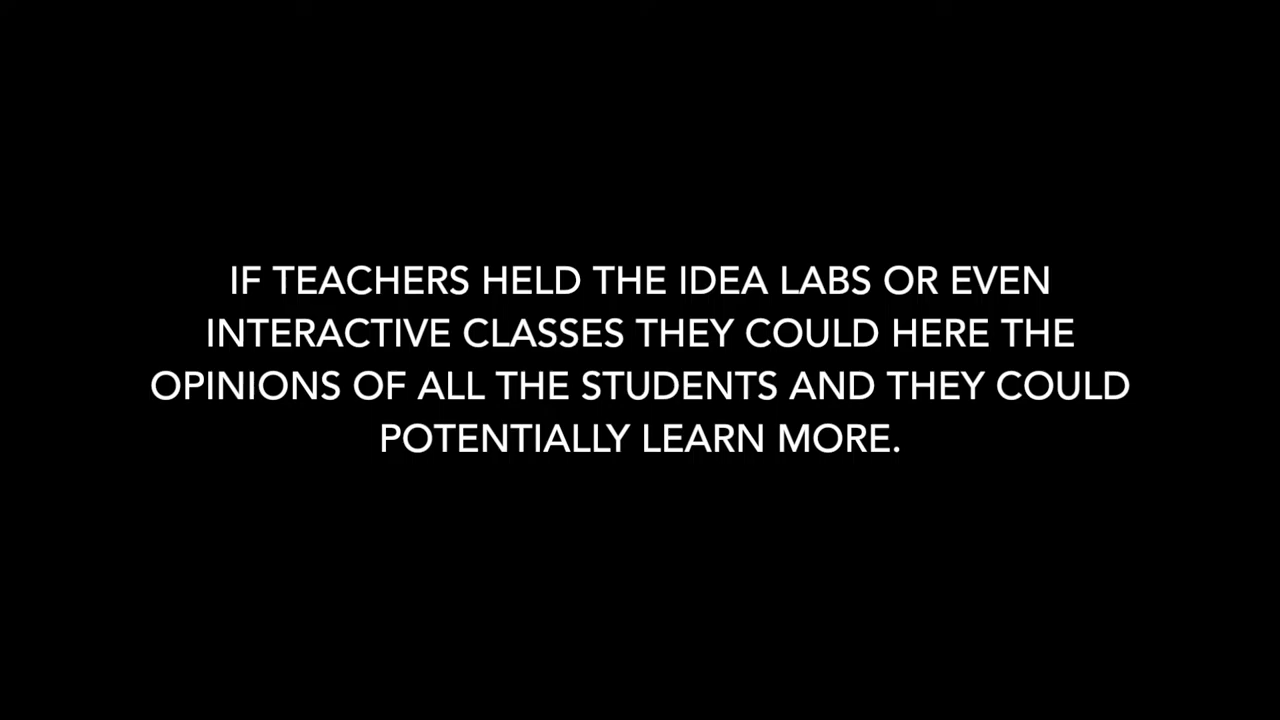 IF TEACHERS HELD THE IDEA LABS OR EVEN
INTERACTIVE CLASSES THEY COULD HERE THE
OPINIONS OF ALL THE STUDENTS AND THEY COULD
POTENTIALLY LEARN MORE.